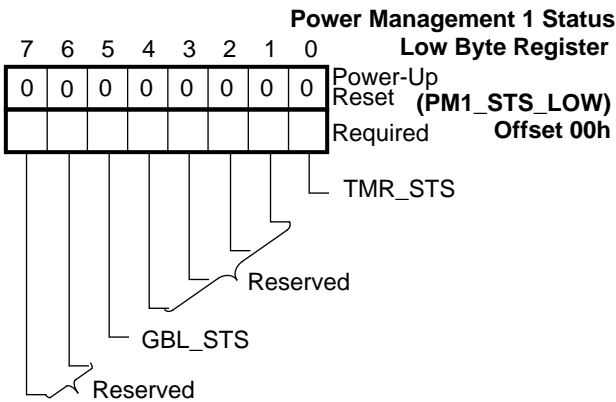 Power Management 1 Status
Low Byte Register
7 6 5 4 3 2 1 0
0 0 0 0 0 0 0 0
Power-Up
Reset
(PM1_STS_LOW)
Required
Offset 00h
TMR_STS
Reserved
GBL_STS
Reserved